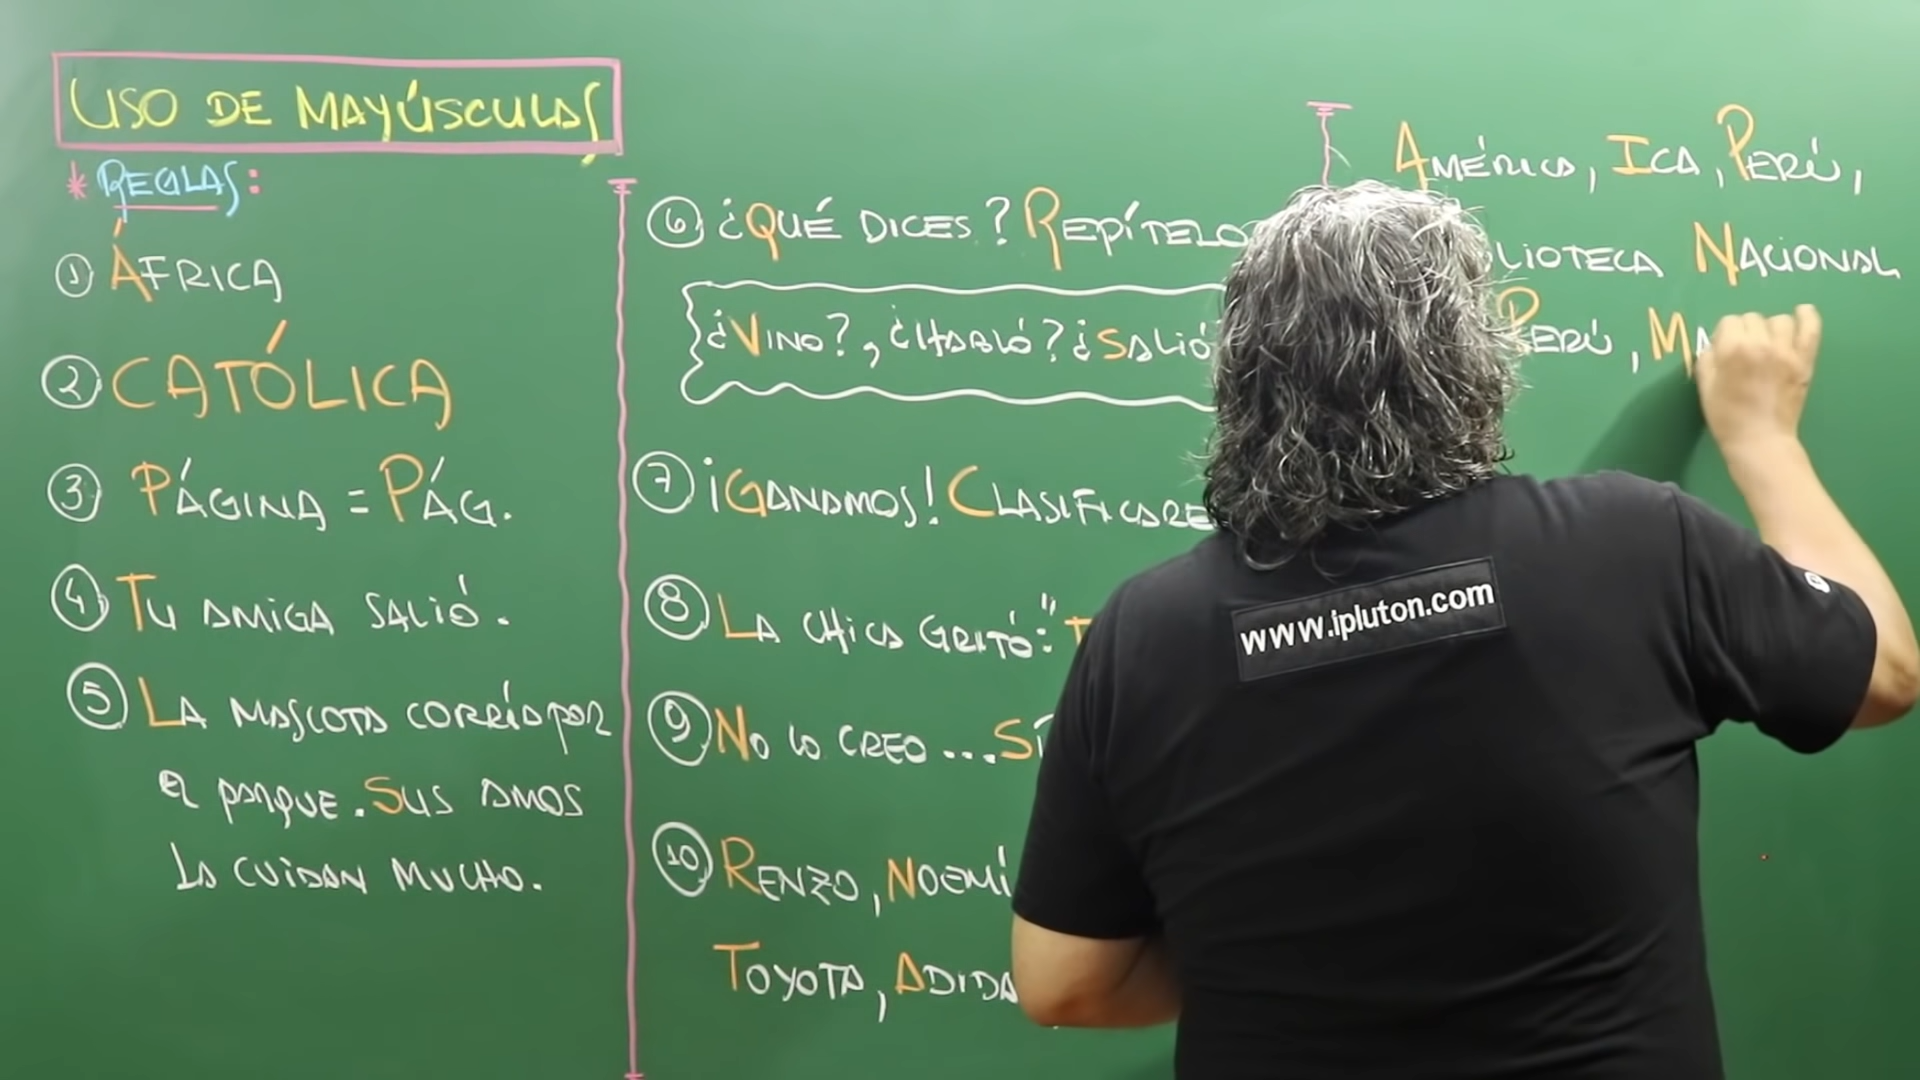 USO DE MAYÚSCULAS
* REGLAS:
1 ÁFRICA
2 CATÓLICA
3 PÁGINA = PÁG.
4 TU AMIGA SALIÓ.
5 LA MASCOTA CORRÍA POR
EL PARQUE. SUS AMOS
LA CUIDAN MUCHO.
6 ¿QUÉ DICES? REPÍTELO
¿VINO?, ¿HABLÓ? ¿SALIÓ
7 ¡GANAMOS! CLASIFICARE
8 LA CHICA GRITÓ: "
9 NO LO CREO ... SÍ
10 RENZO, NOEMÍ
TOYOTA, ADIDA
AMÉRICA, ICA, PERÚ,
LIOTECA NACIONAL
PERÚ, MA
www.ipluton.com